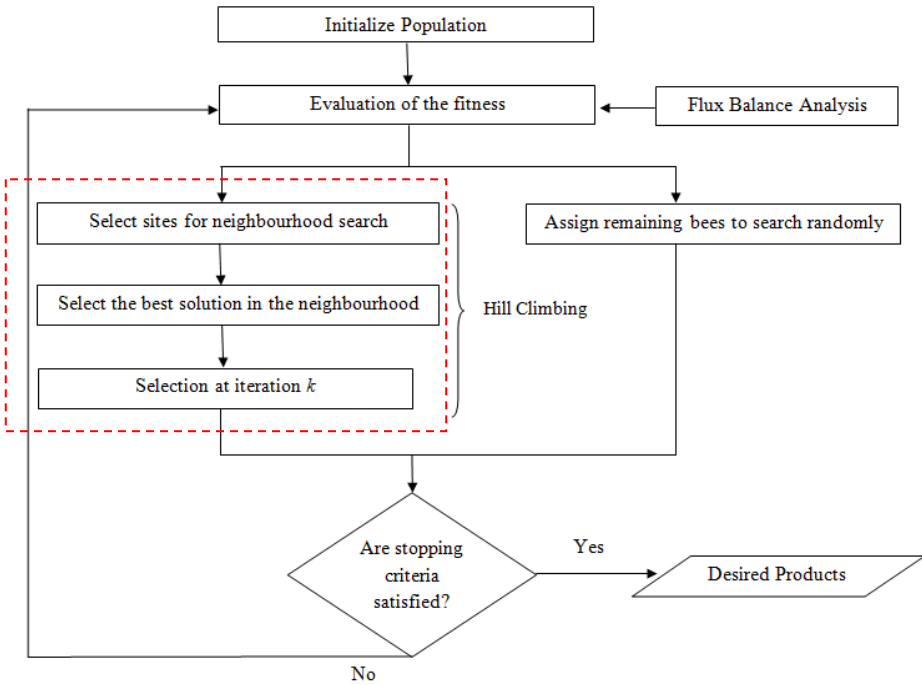 Initialize Population
Evaluation of the fitness
Flux Balance Analysis
Select sites for neighbourhood search
Assign remaining bees to search randomly
Select the best solution in the neighbourhood
Hill Climbing
Selection at iteration k
Are stopping
criteria
satisfied?
Yes
Desired Products
No